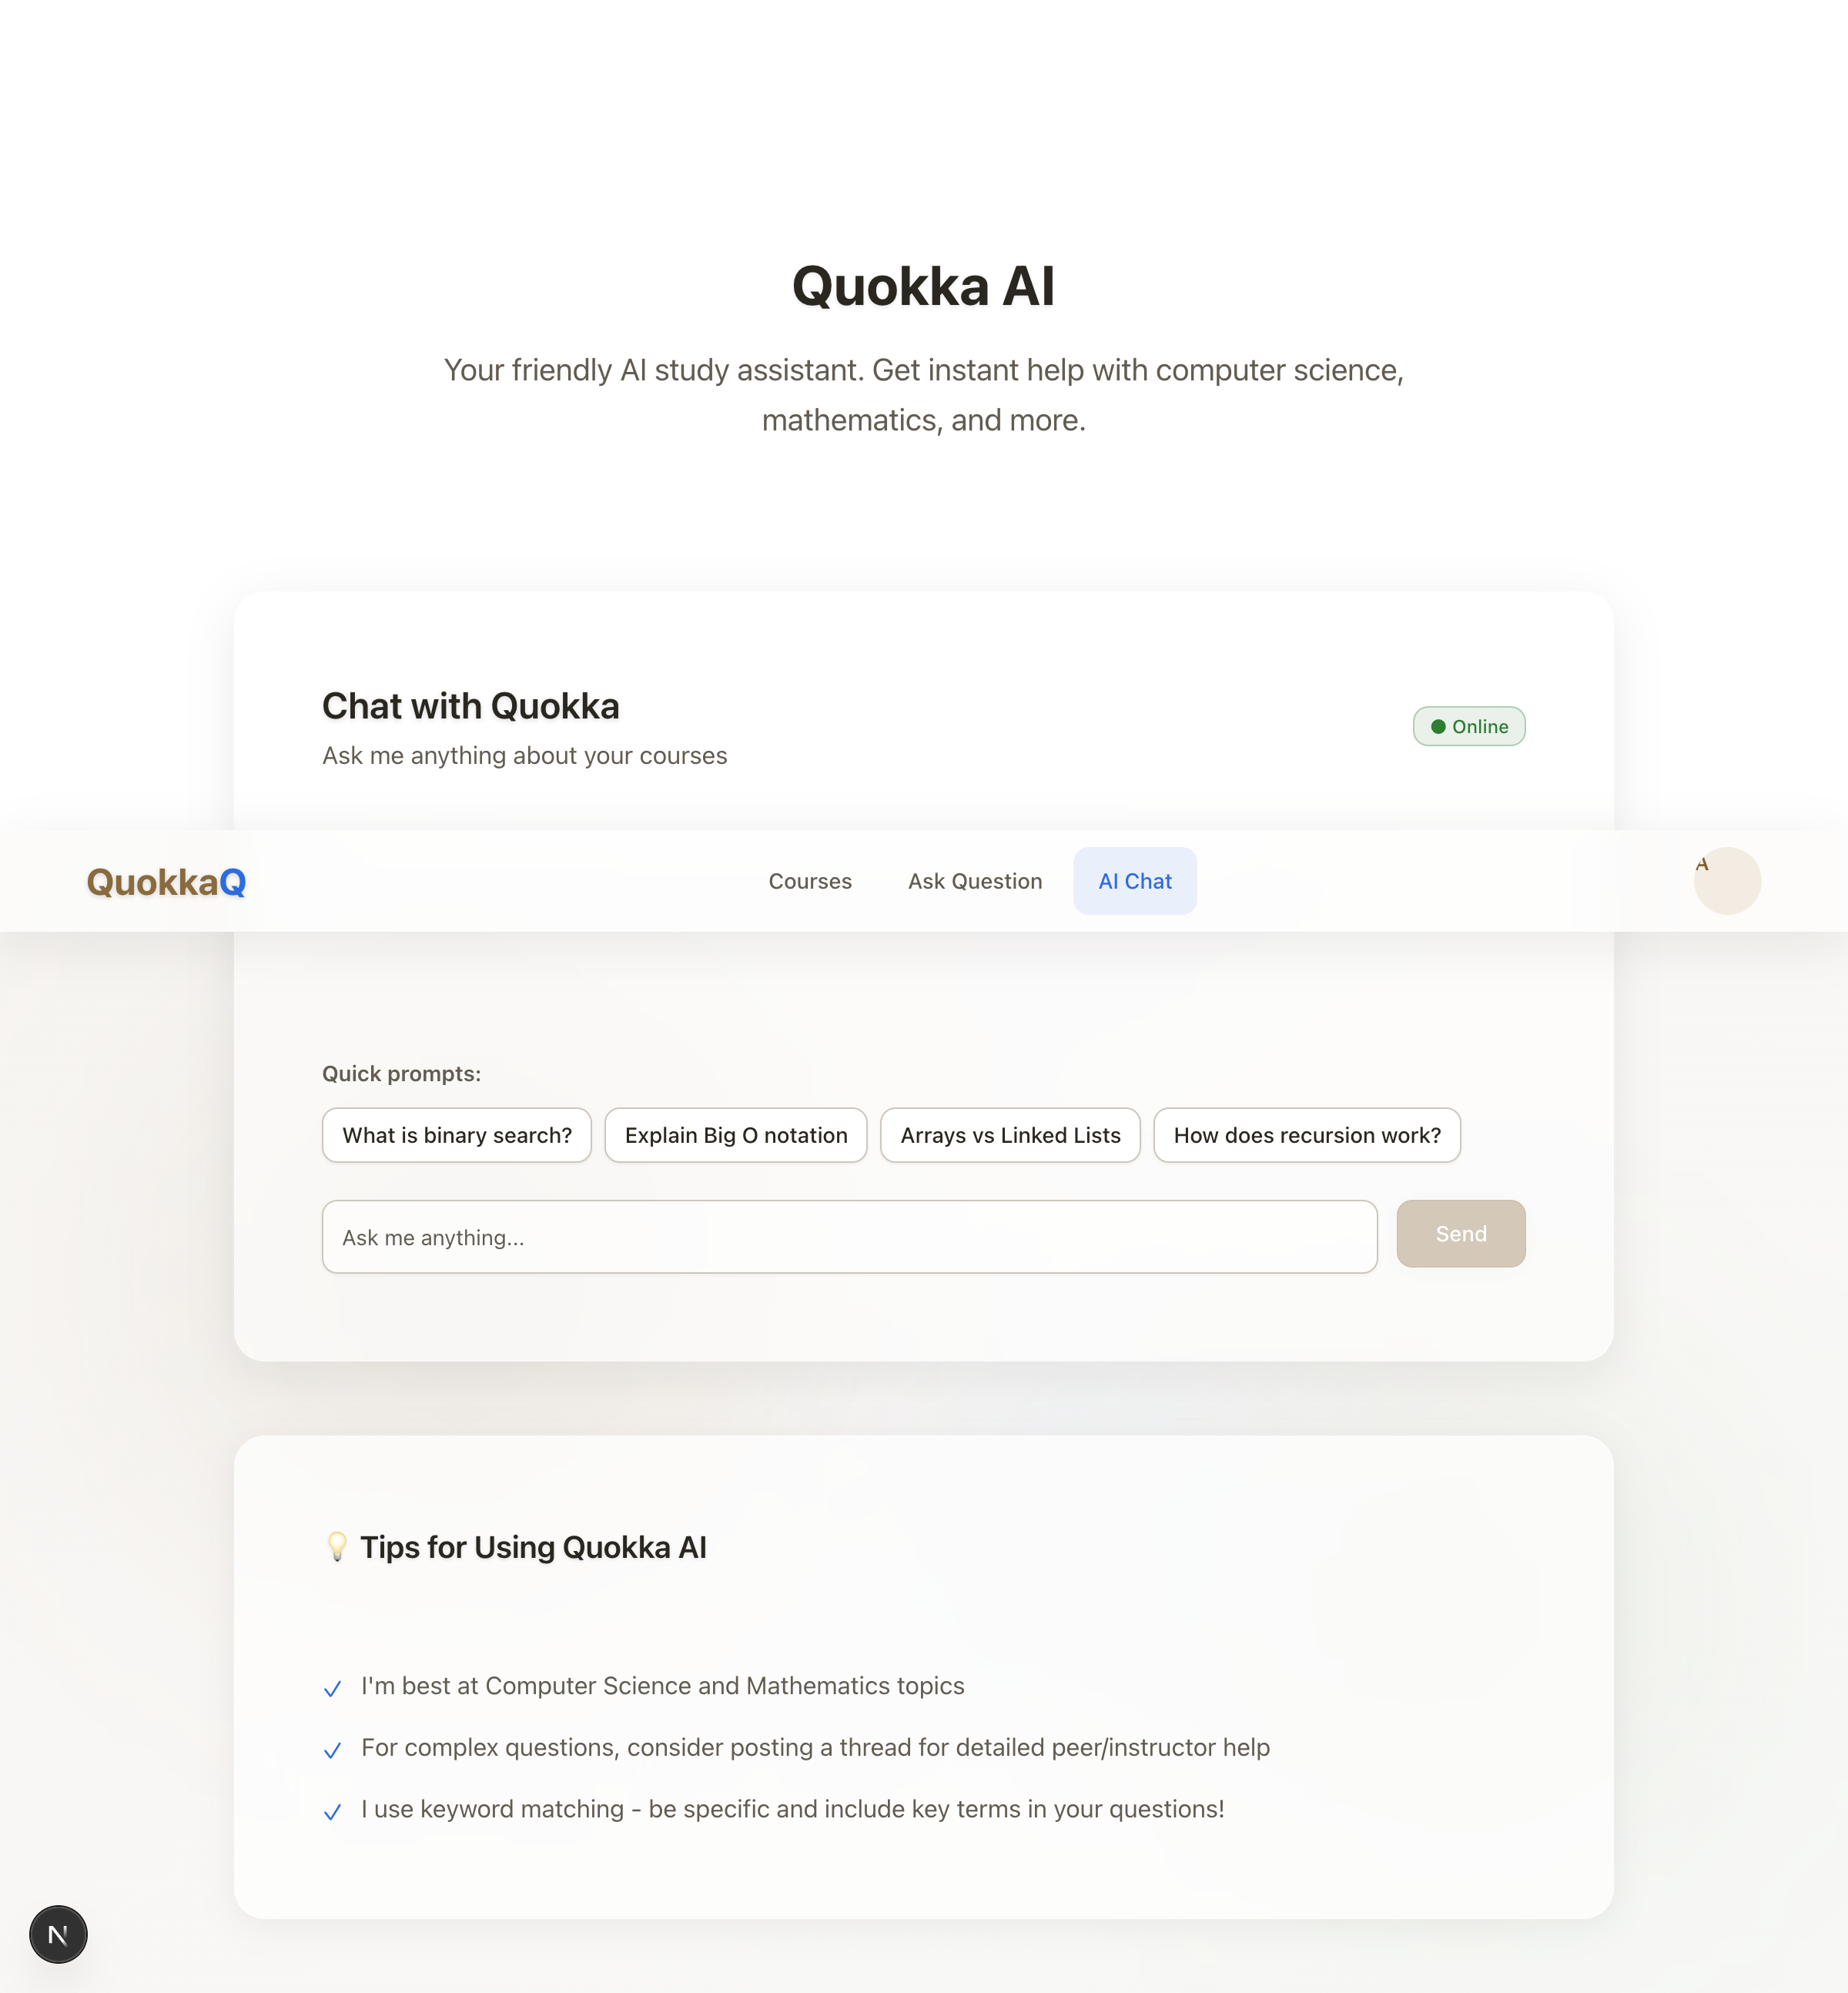 Quokka AI
Your friendly AI study assistant. Get instant help with computer science,
mathematics, and more.
Chat with Quokka
Ask me anything about your courses
Online
QuokkaQ
Courses
Ask Question
AI Chat
A
Quick prompts:
What is binary search?
Explain Big O notation
Arrays vs Linked Lists
How does recursion work?
Ask me anything...
Send
💡 Tips for Using Quokka AI
✓ I'm best at Computer Science and Mathematics topics
✓ For complex questions, consider posting a thread for detailed peer/instructor help
✓ I use keyword matching - be specific and include key terms in your questions!
N